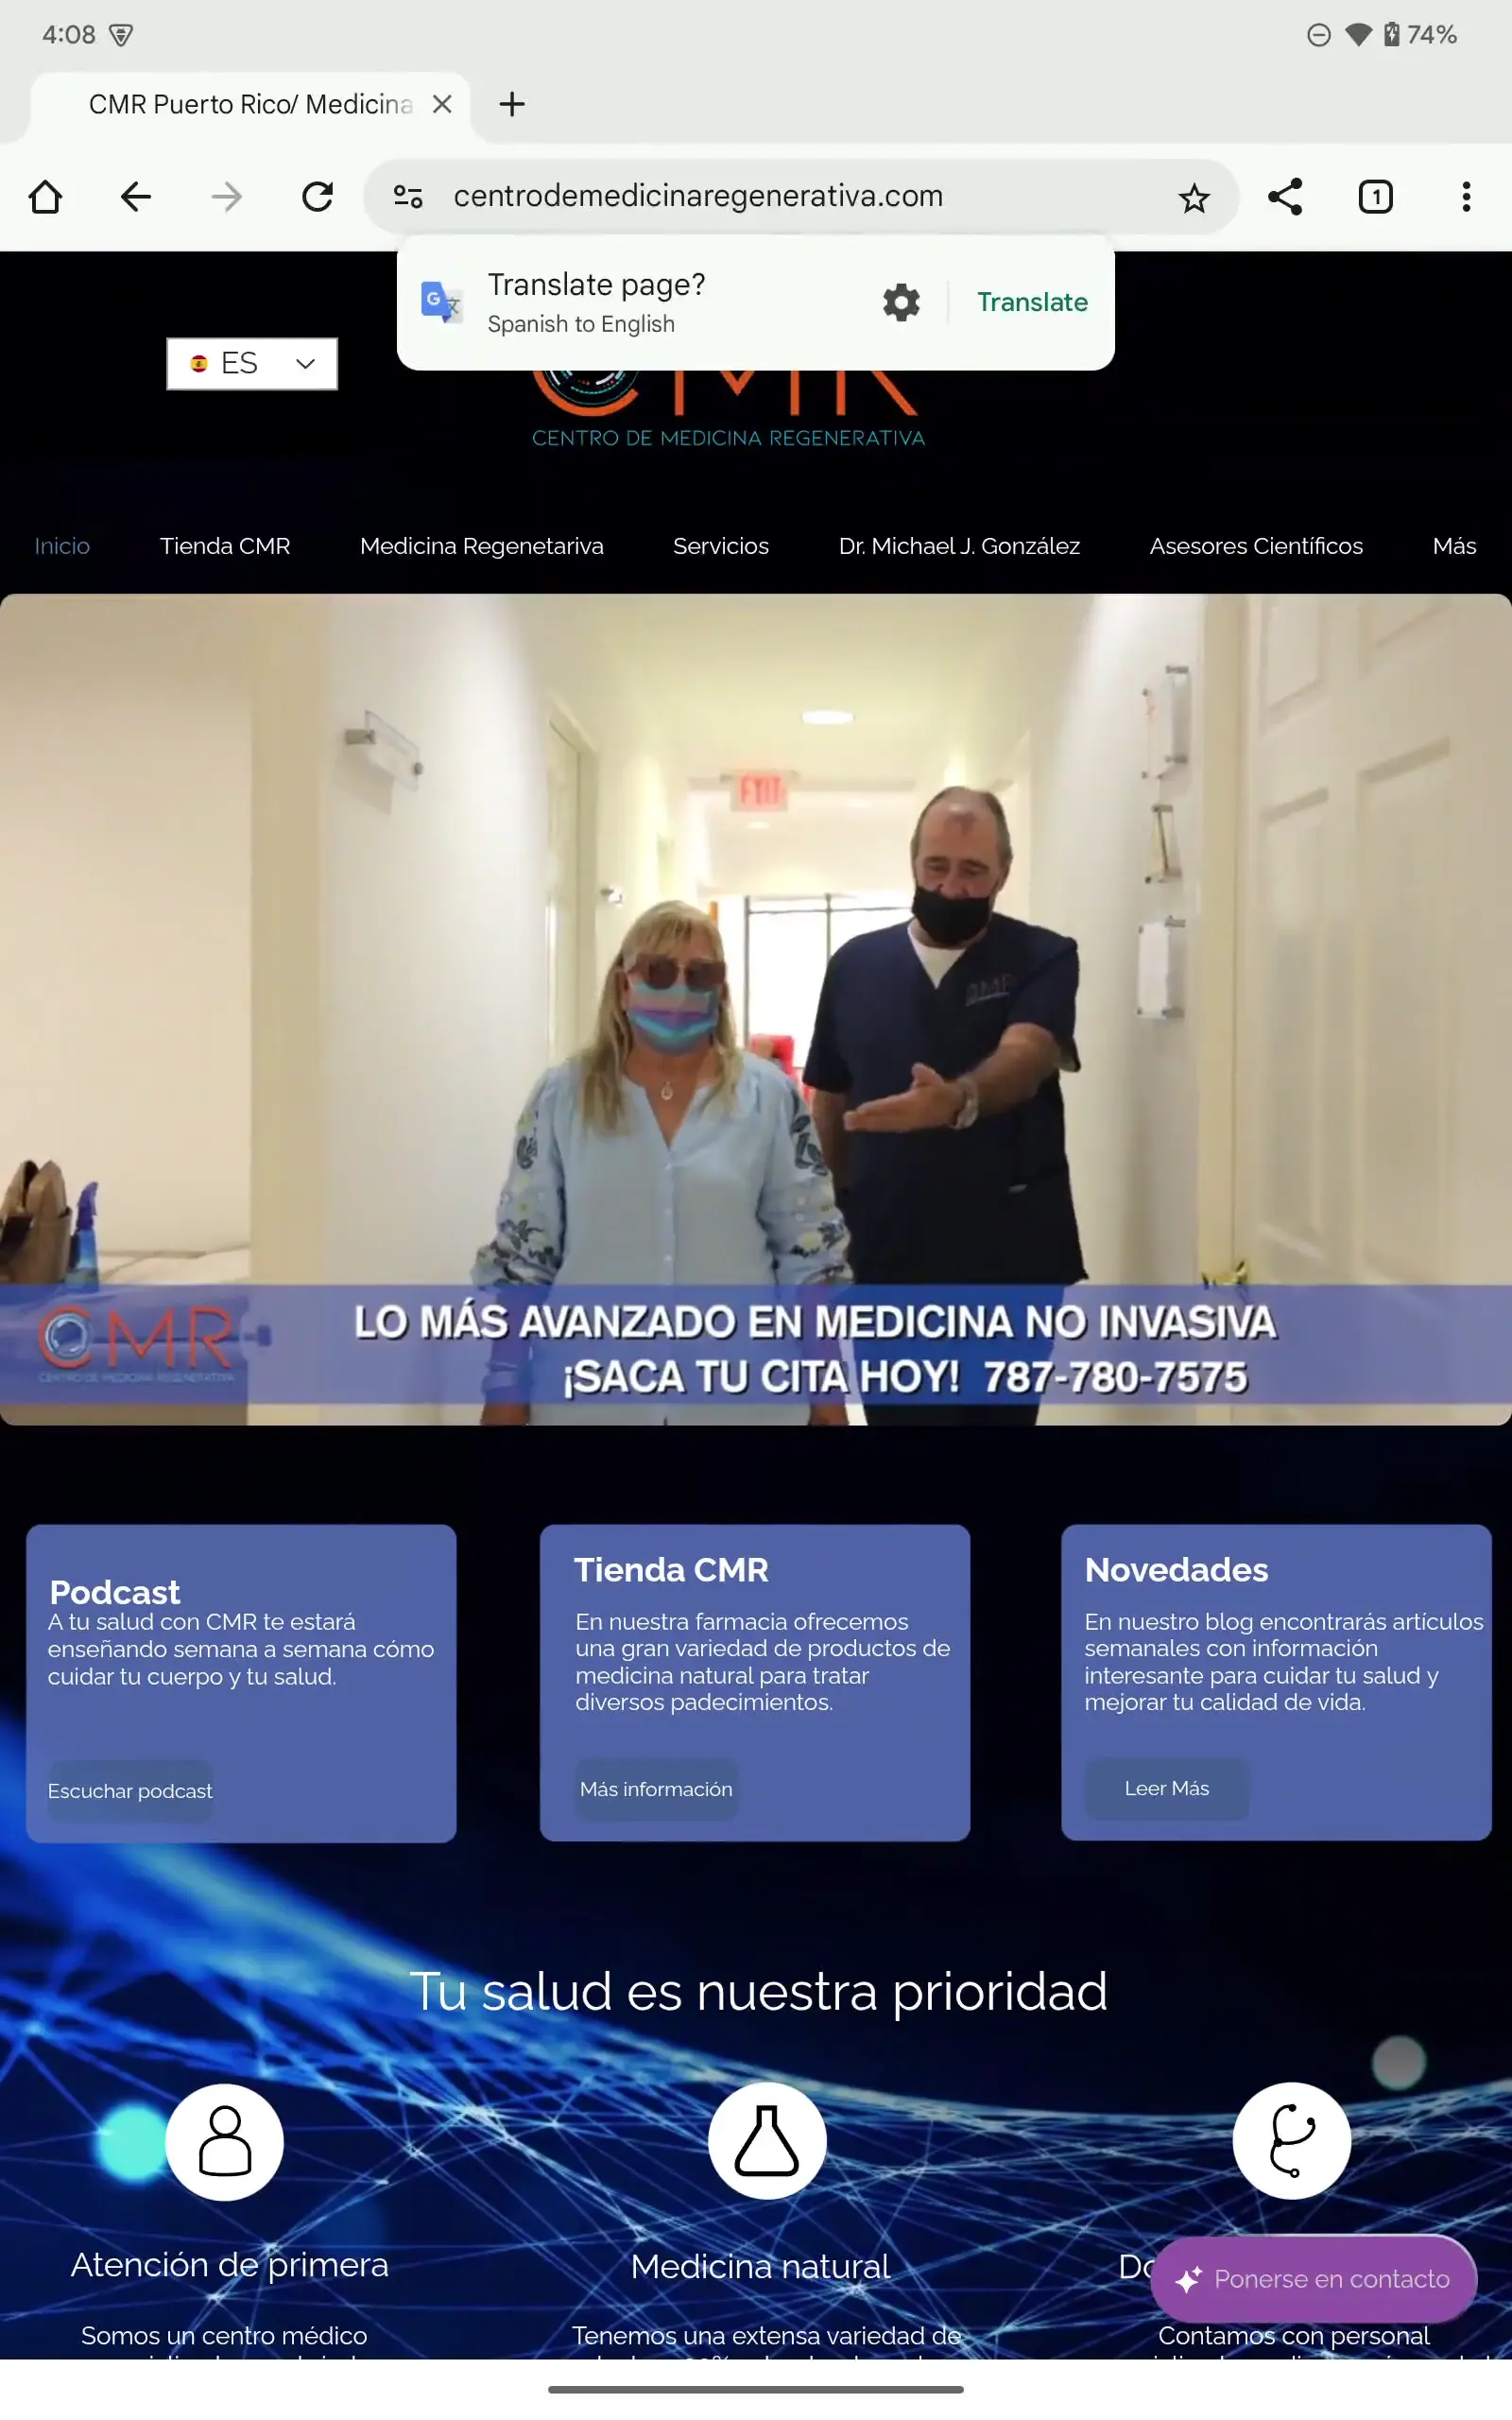 4:08
74%
CMR Puerto Rico/ Medicina
centrodemedicinaregenerativa.com
1
Translate page?
Spanish to English
Translate
ES
CMR
CENTRO DE MEDICINA REGENERATIVA
Inicio
Tienda CMR
Medicina Regenetariva
Servicios
Dr. Michael J. González
Asesores Científicos
Más
EXIT
CMR
CMR
CENTRO DE MEDICINA REGENERATIVA
LO MÁS AVANZADO EN MEDICINA NO INVASIVA
¡SACA TU CITA HOY! 787-780-7575
Podcast
A tu salud con CMR te estará
enseñando semana a semana cómo
cuidar tu cuerpo y tu salud.
Escuchar podcast
Tienda CMR
En nuestra farmacia ofrecemos
una gran variedad de productos de
medicina natural para tratar
diversos padecimientos.
Más información
Novedades
En nuestro blog encontrarás artículos
semanales con información
interesante para cuidar tu salud y
mejorar tu calidad de vida.
Leer Más
Tu salud es nuestra prioridad
Atención de primera
Somos un centro médico
Medicina natural
Tenemos una extensa variedad de
Ponerse en contacto
Contamos con personal